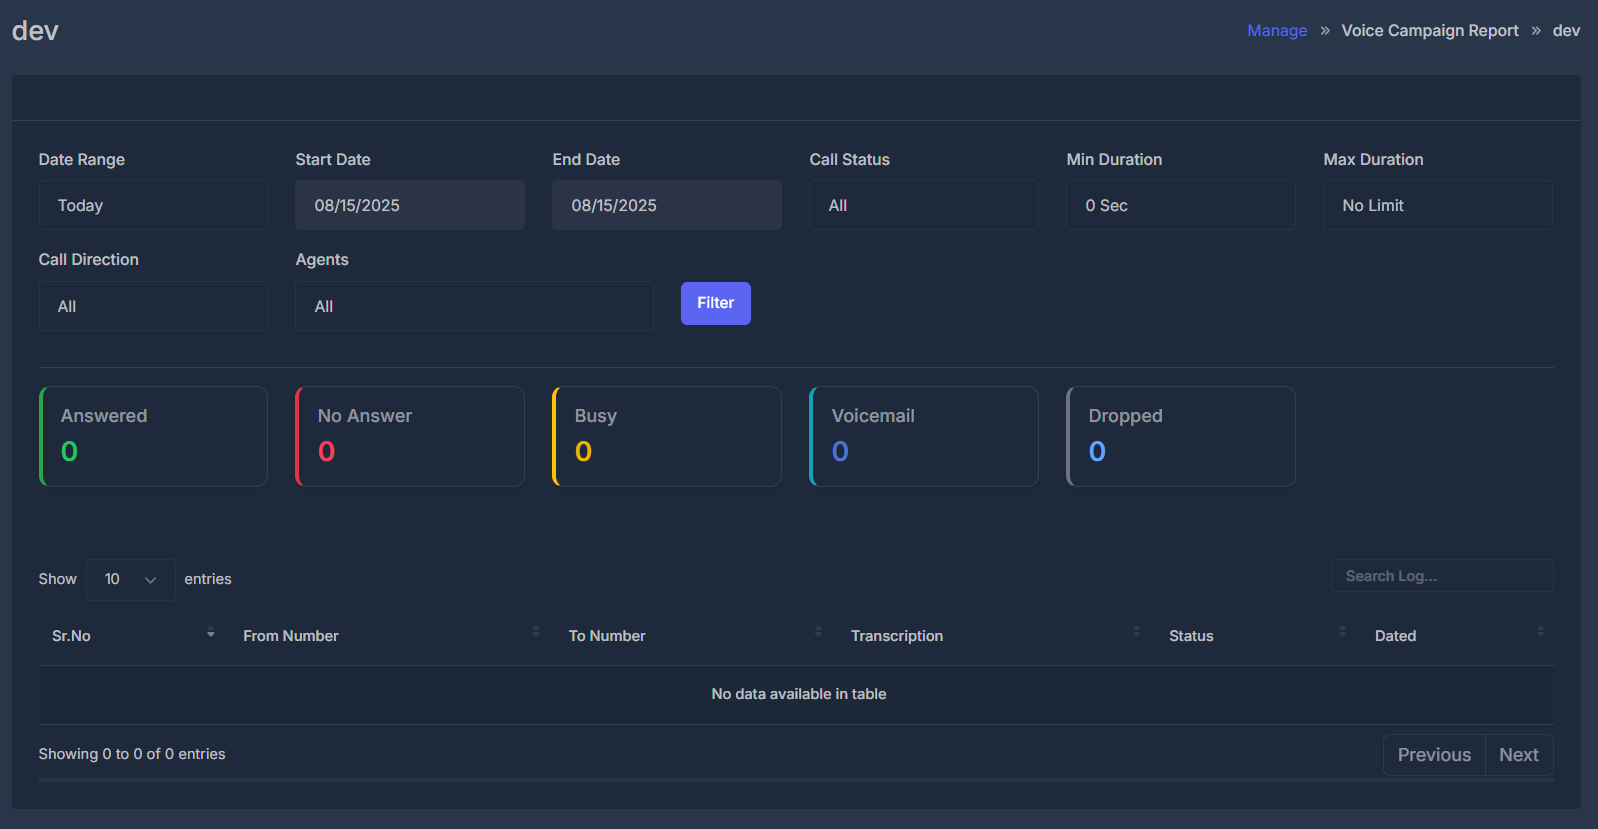 dev
Manage » Voice Campaign Report » dev
Date Range Start Date End Date Call Status Min Duration Max Duration
Today 08/15/2025 08/15/2025 All 0 Sec No Limit
Call Direction Agents
All All Filter
Answered No Answer Busy Voicemail Dropped
0 0 0 0 0
Show 10 entries Search Log...
Sr.No From Number To Number Transcription Status Dated
No data available in table
Showing 0 to 0 of 0 entries Previous Next